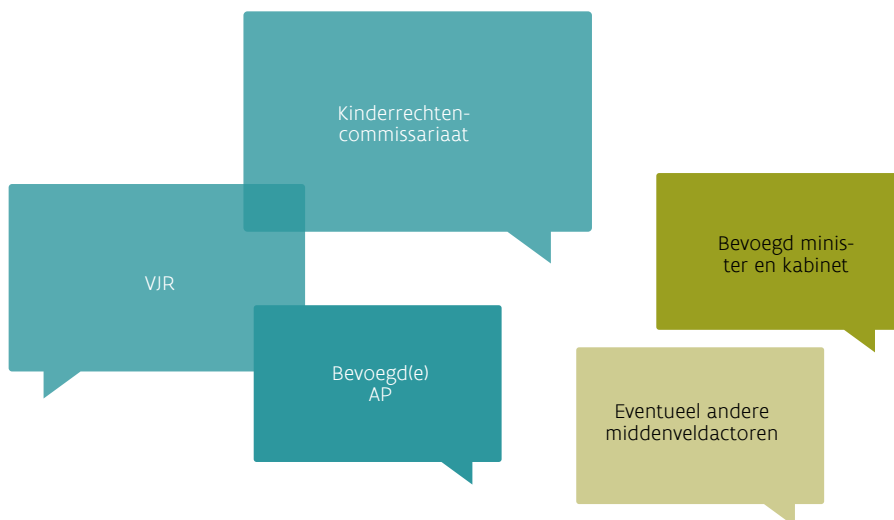 Kinderrechten-
commissariaat
Bevoegd minis-
ter en kabinet
VJR
Bevoegd(e)
AP
Eventueel andere
middenveldactoren